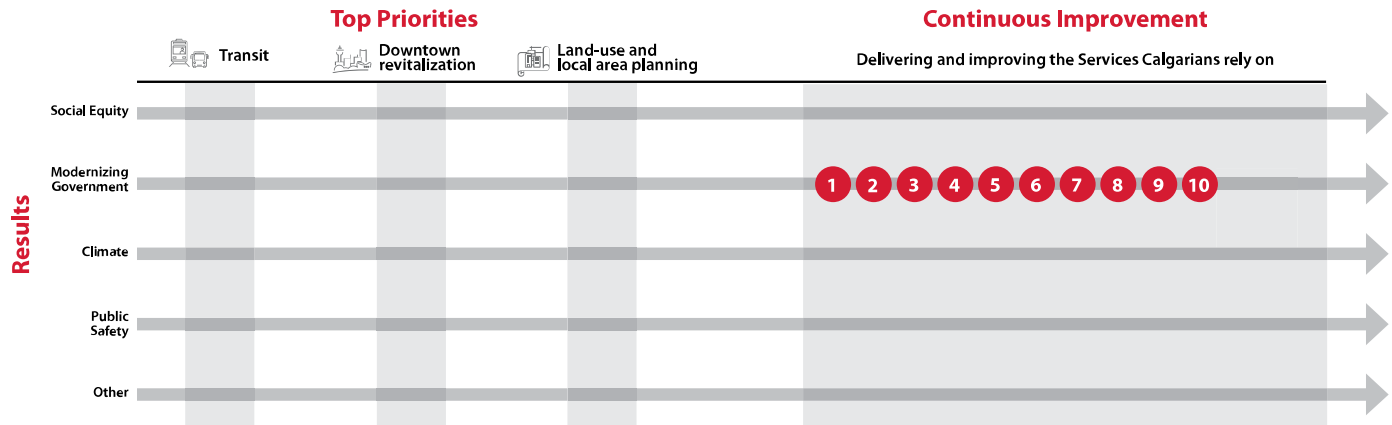 Top Priorities
Continuous Improvement
Transit
Downtown
revitalization
Land-use and
local area planning
Delivering and improving the Services Calgarians rely on
Results
Social Equity
Modernizing
Government
1 2 3 4 5 6 7 8 9 10
Climate
Public
Safety
Other